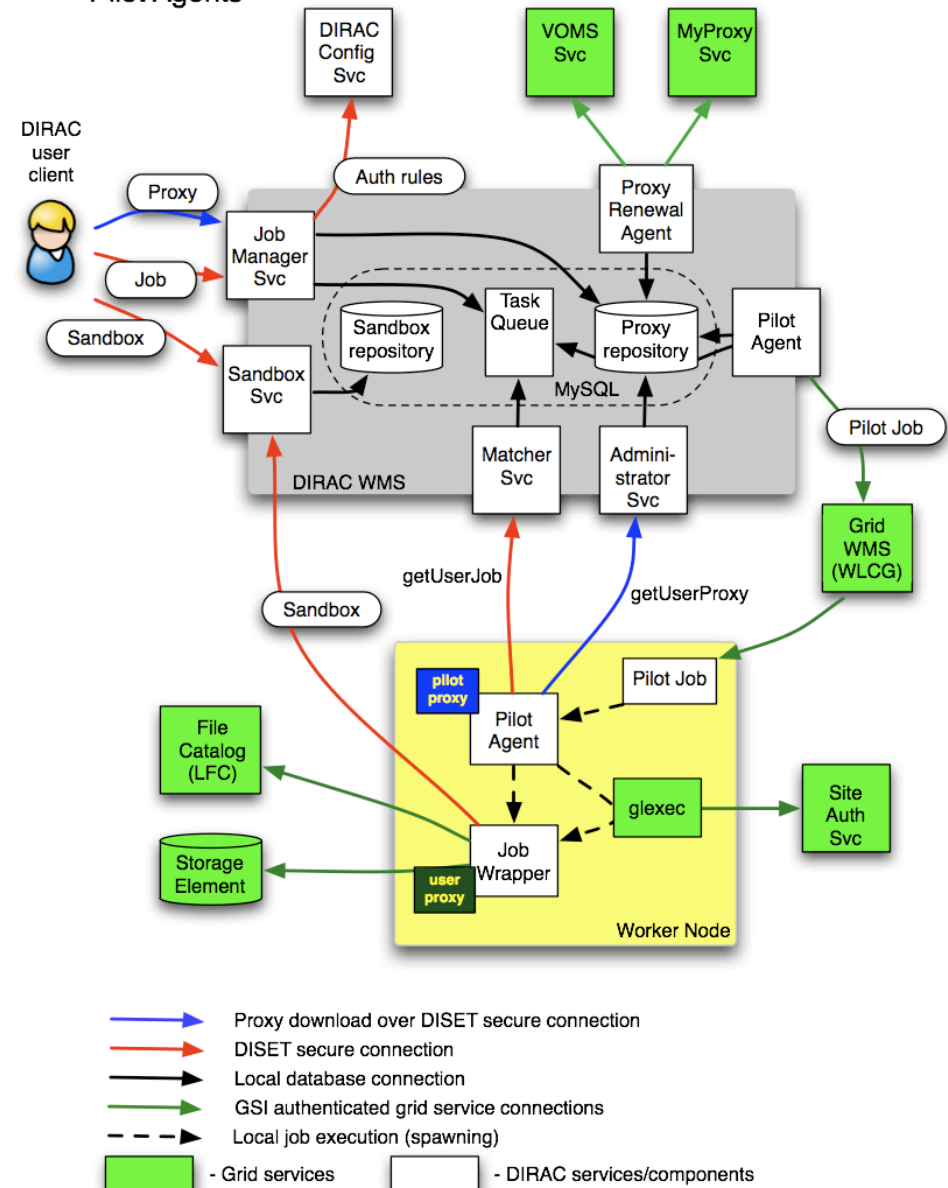 Pilot Agents
DIRAC
Config
Svc
VOMS
Svc
MyProxy
Svc
DIRAC
user
client
Proxy
Auth rules
Job
Manager
Svc
Proxy
Renewal
Agent
Job
Sandbox
Sandbox
repository
Task
Queue
Proxy
repository
Pilot
Agent
MySQL
Sandbox
Svc
Pilot Job
DIRAC WMS
Matcher
Svc
Admini-
strator
Svc
Grid
WMS
(WLCG)
getUserJob
getUserProxy
Sandbox
pilot
proxy
Pilot Job
Pilot
Agent
File
Catalog
(LFC)
glexec
Site
Auth
Svc
Job
Wrapper
Storage
Element
user
proxy
Worker Node
Proxy download over DISET secure connection
DISET secure connection
Local database connection
GSI authenticated grid service connections
Local job execution (spawning)
- Grid services
- DIRAC services/components